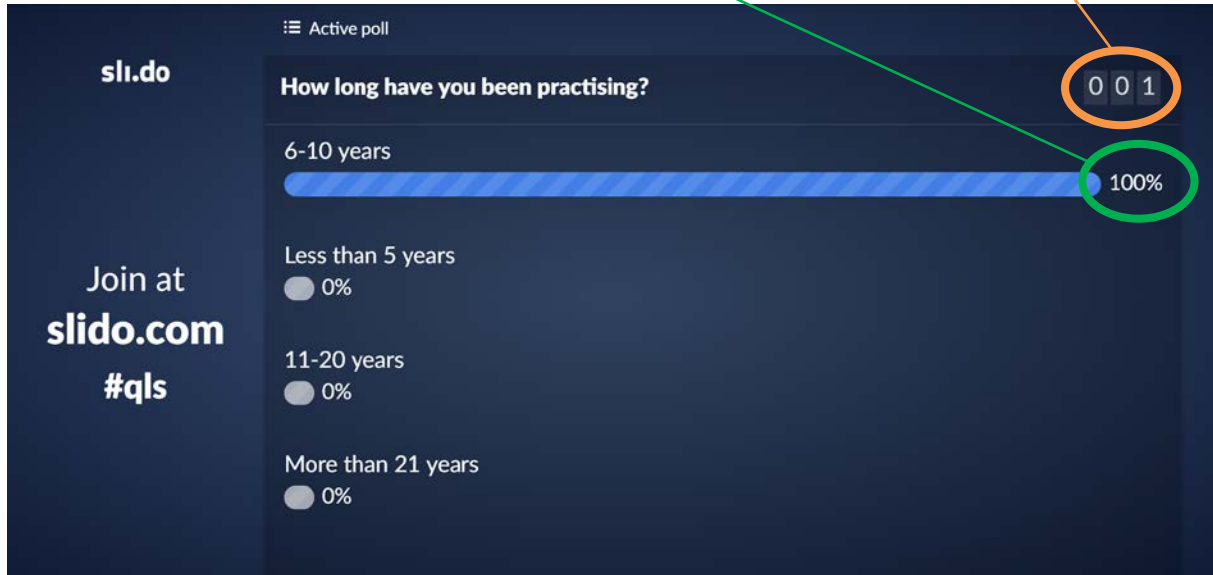 Active poll
slı.do
How long have you been practising?
0 0 1
6-10 years
100%
Less than 5 years
0%
11-20 years
0%
More than 21 years
0%
Join at
slido.com
#qls